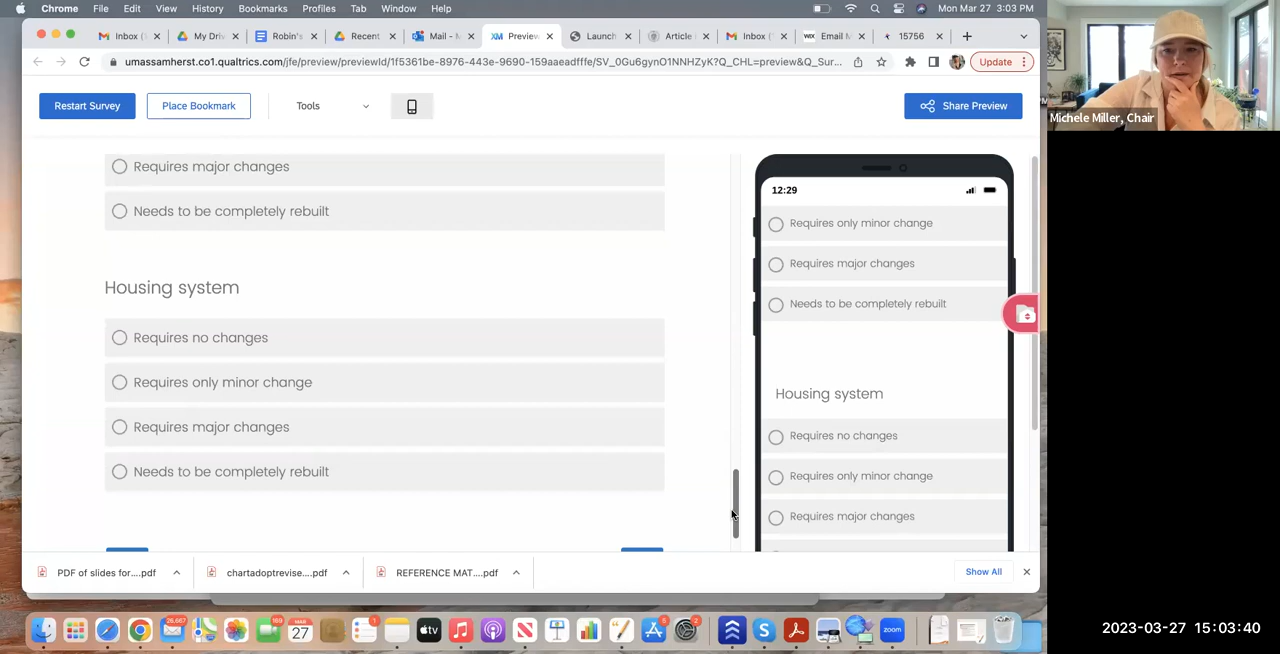 Chrome File Edit View History Bookmarks Profiles Tab Window Help Mon Mar 27 3:03 PM
Inbox ( My Driv Robin's Recent Mail - M Preview Launch Article Inbox ( Email M 15756
umassamherst.co1.qualtrics.com/jfe/preview/previewId/1f5361be-8976-443e-9690-159aaeadfffe/SV_0Gu6gynO1NNHZyK?Q_CHL=preview&Q_Sur... Update
Restart Survey Place Bookmark Tools Share Preview
Michele Miller, Chair
Requires major changes
Needs to be completely rebuilt
Housing system
Requires no changes
Requires only minor change
Requires major changes
Needs to be completely rebuilt
12:29
Requires only minor change
Requires major changes
Needs to be completely rebuilt
Housing system
Requires no changes
Requires only minor change
Requires major changes
PDF of slides for....pdf chartadoptrevise....pdf REFERENCE MAT....pdf Show All
MAR
27
tv
zoom
2023-03-27 15:03:40